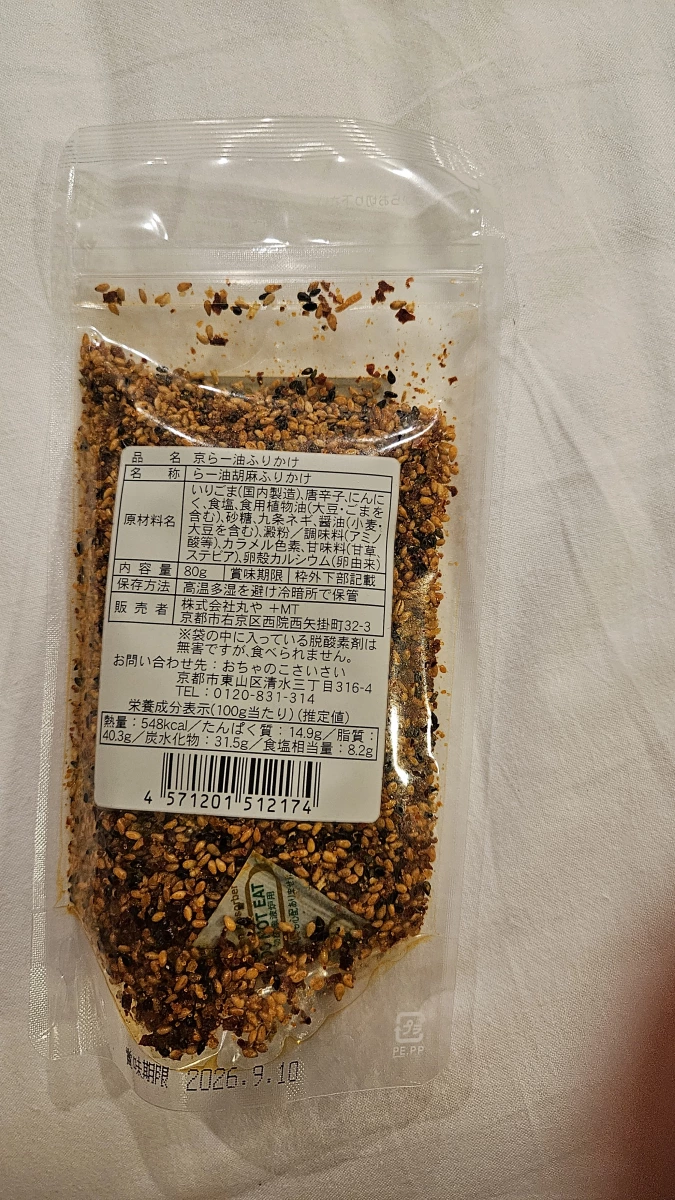 品名 京らー油ふりかけ
名称 らー油胡麻ふりかけ
原材料名 いりごま(国内製造)､唐辛子､にんに
く､食塩､食用植物油(大豆･ごまを
含む)､砂糖､九条ネギ､醤油(小麦･
大豆を含む)､澱粉／調味料(アミノ
酸等)､カラメル色素､甘味料(甘草､
ステビア)､卵殻カルシウム(卵由来)
内容量 80g 賞味期限 枠外下部記載
保存方法 高温多湿を避け冷暗所で保管
販売者 株式会社丸や +MT
京都市右京区西院西矢掛町32-3
※袋の中に入っている脱酸素剤は
無害ですが､食べられません。
お問い合わせ先：おちゃのこさいさい
京都市東山区清水三丁目316-4
TEL：0120-831-314
栄養成分表示(100g当たり)(推定値)
熱量：548kcal／たんぱく質：14.9g／脂質：
40.3g／炭水化物：31.5g／食塩相当量：8.2g
4 571201 512174
NOT EAT
プラ
PE.PP
賞味期限 2026.9.10